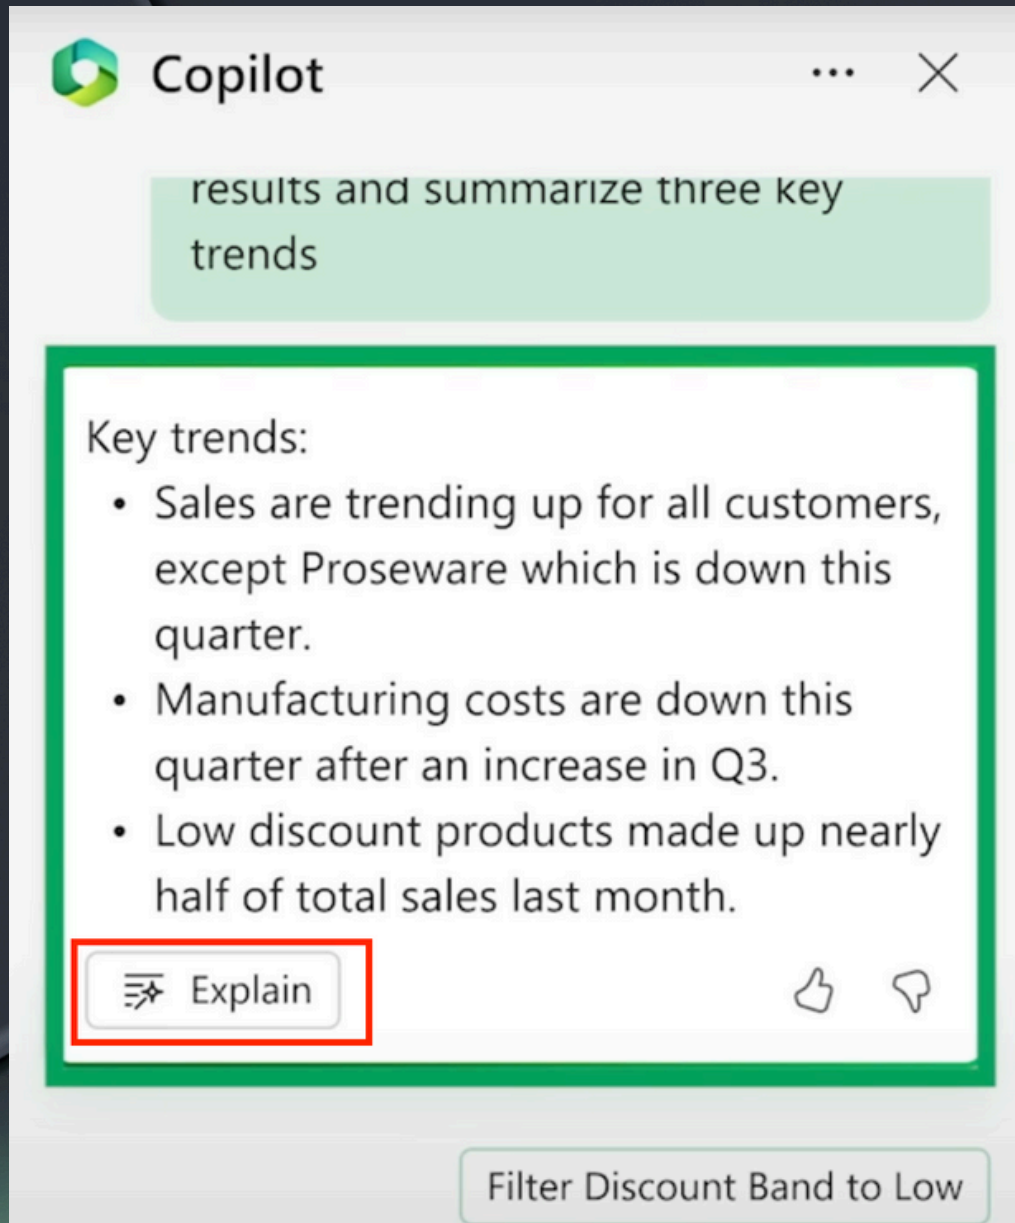 Copilot
results and summarize three key
trends
Key trends:
• Sales are trending up for all customers,
except Proseware which is down this
quarter.
• Manufacturing costs are down this
quarter after an increase in Q3.
• Low discount products made up nearly
half of total sales last month.
Explain
Filter Discount Band to Low